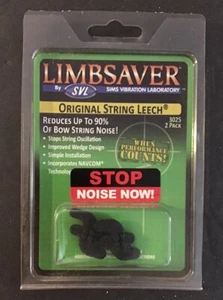 LIMBSAVER®
By SVL SIMS VIBRATION LABORATORY
ORIGINAL STRING LEECH®
REDUCES UP TO 90%
OF BOW STRING NOISE!
3025
2 PACK
• Stops String Oscillation
• Improved Wedge Design
• Simple Installation
• Incorporates NAVCOM®
Technology
WHEN
PERFORMANCE
COUNTS!
STOP
NOISE NOW!